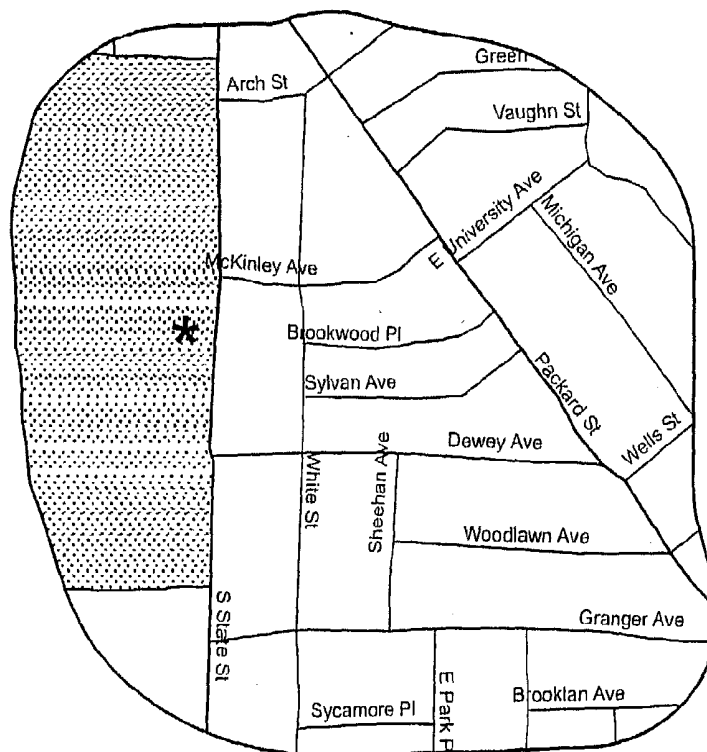 Green
Arch St
Vaughn St
E University Ave
Michigan Ave
McKinley Ave
*
Brookwood Pl
Sylvan Ave
Packard St
Dewey Ave
Wells St
White St
Sheehan Ave
Woodlawn Ave
S State St
Granger Ave
E Park P
Brooklan Ave
Sycamore Pl